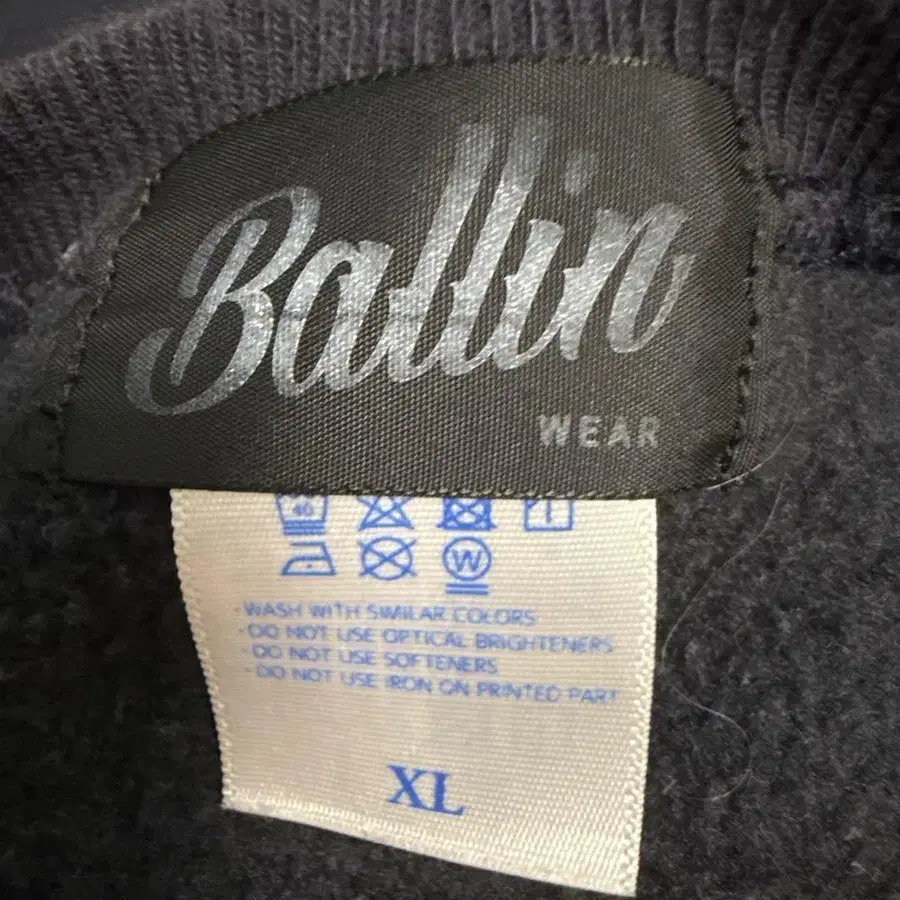 Ballin
WEAR
40
W
-WASH WITH SIMILAR COLORS
-DO NOT USE OPTICAL BRIGHTENERS
-DO NOT USE SOFTENERS
-DO NOT USE IRON ON PRINTED PART
XL